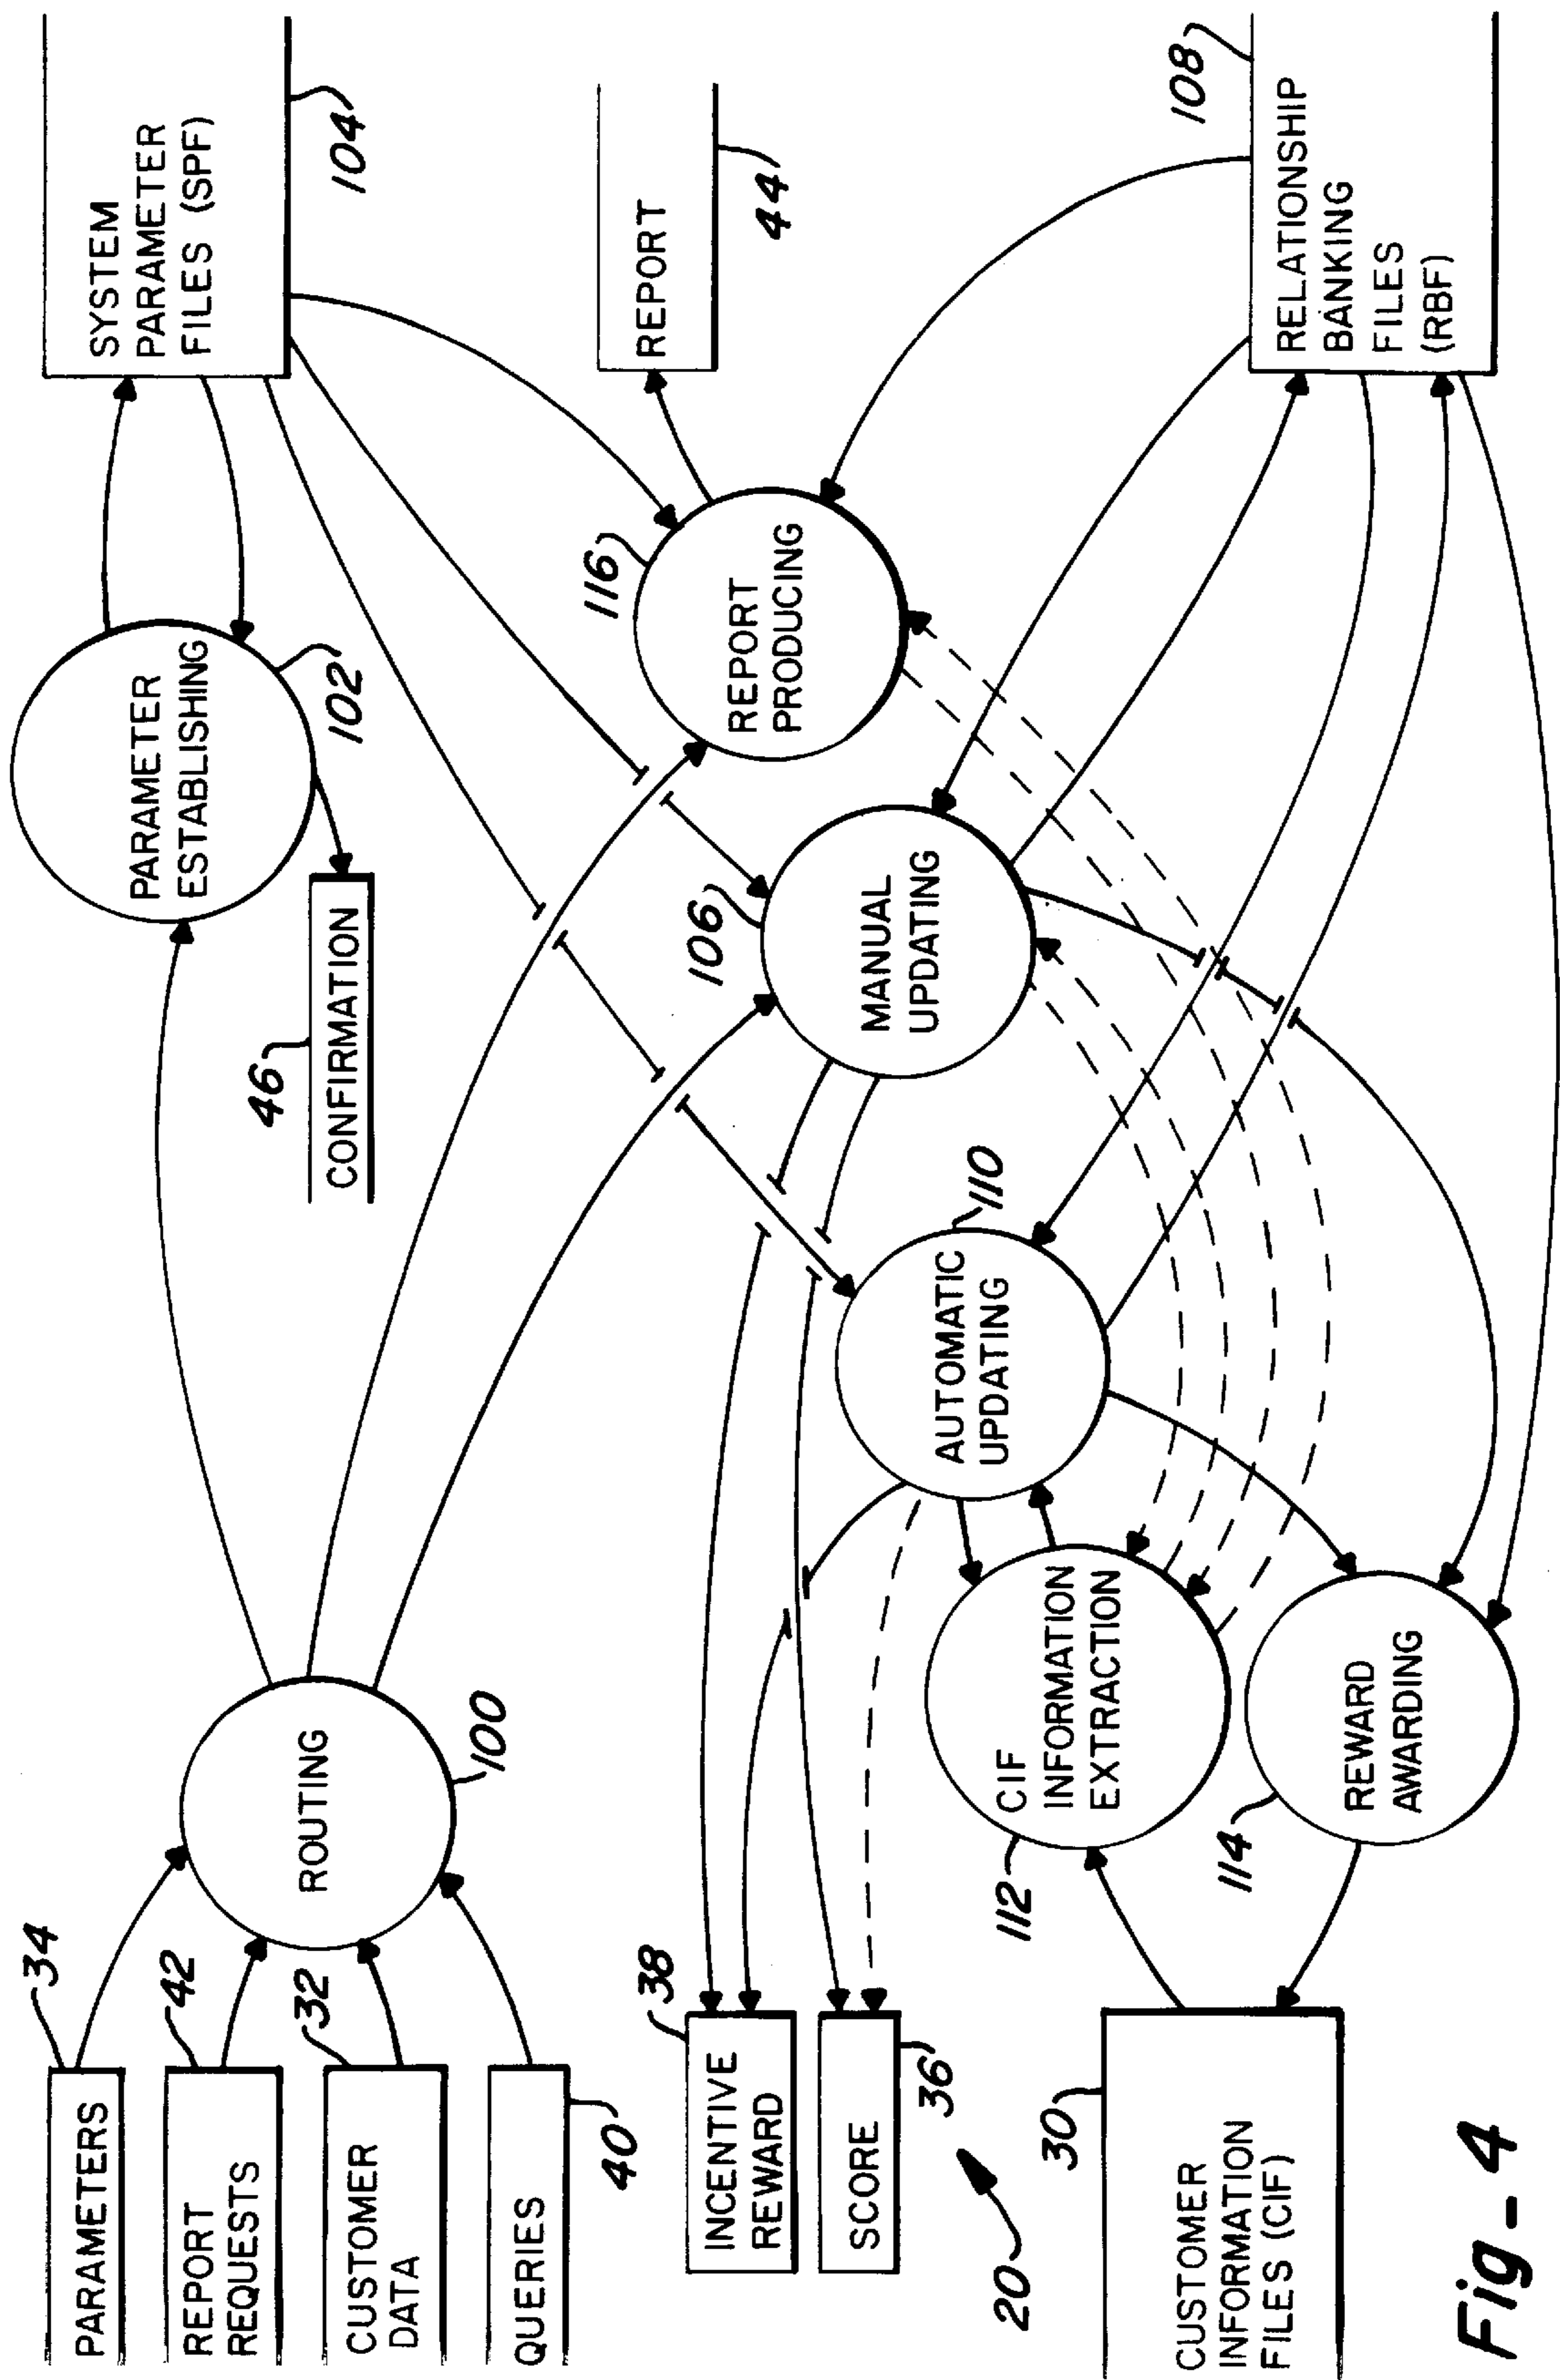 PARAMETERS
34
REPORT
REQUESTS
42
CUSTOMER
DATA
32
QUERIES
40
ROUTING
100
PARAMETER
ESTABLISHING
102
46
CONFIRMATION
SYSTEM
PARAMETER
FILES (SPF)
104
REPORT
44
116
REPORT
PRODUCING
106
MANUAL
UPDATING
110
AUTOMATIC
UPDATING
38
INCENTIVE
REWARD
SCORE
36
20
CIF
INFORMATION
EXTRACTION
112
REWARD
AWARDING
114
30
CUSTOMER
INFORMATION
FILES (CIF)
108
RELATIONSHIP
BANKING
FILES
(RBF)
Fig-4